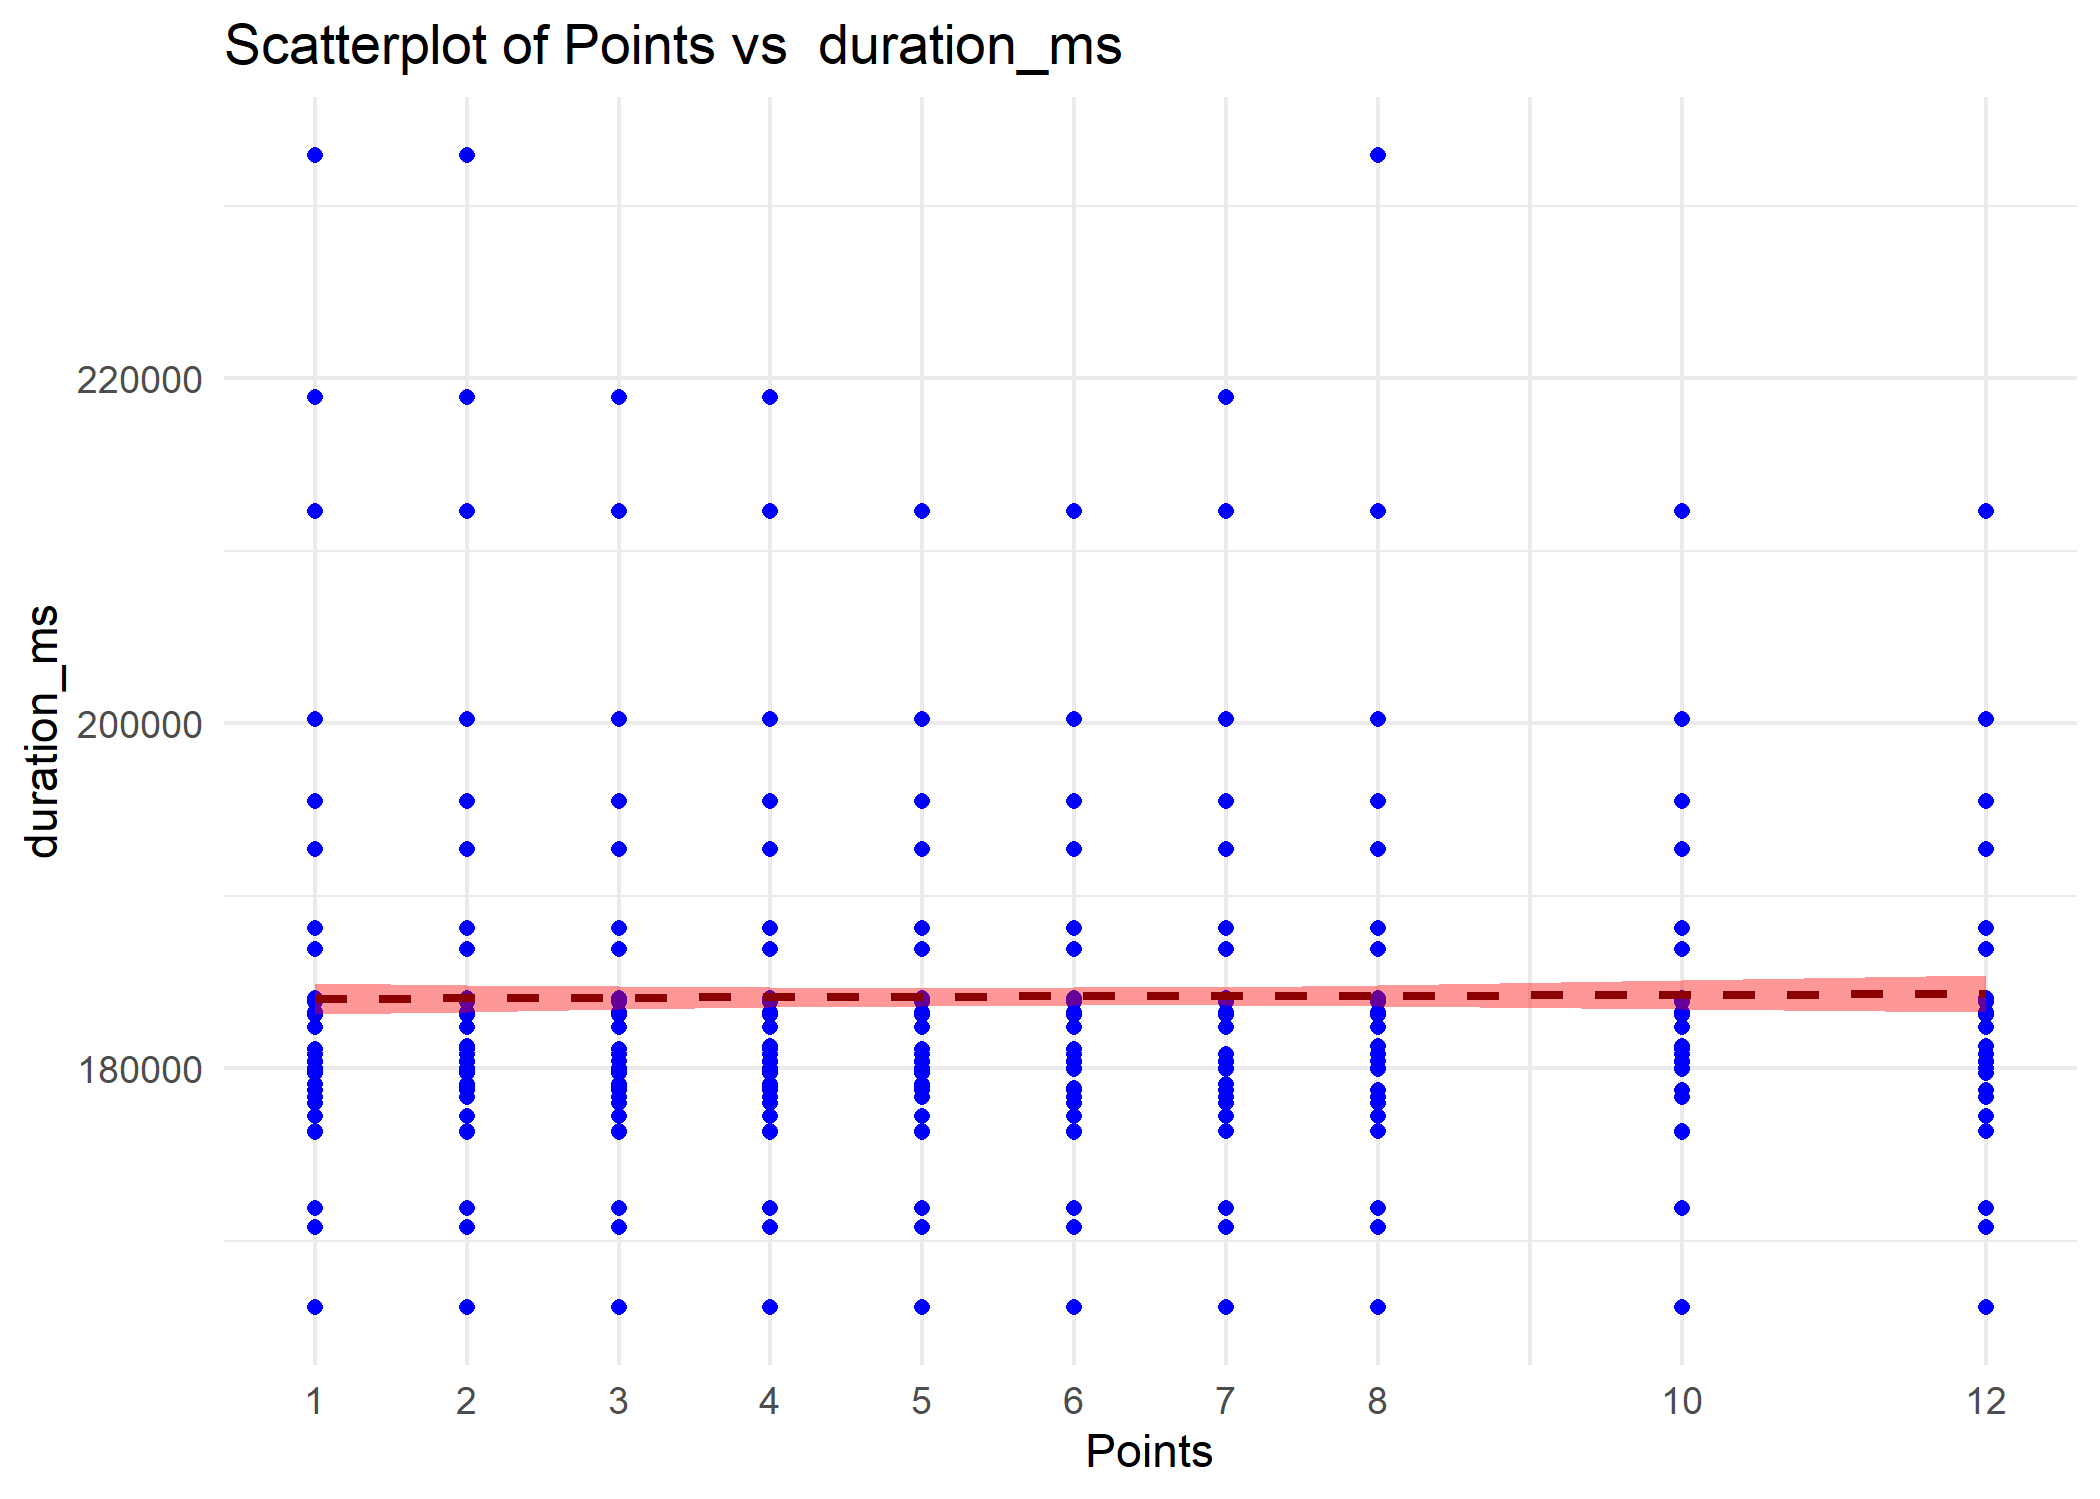 Scatterplot of Points vs  duration_ms
duration_ms
220000
200000
180000
1 2 3 4 5 6 7 8 10 12
Points